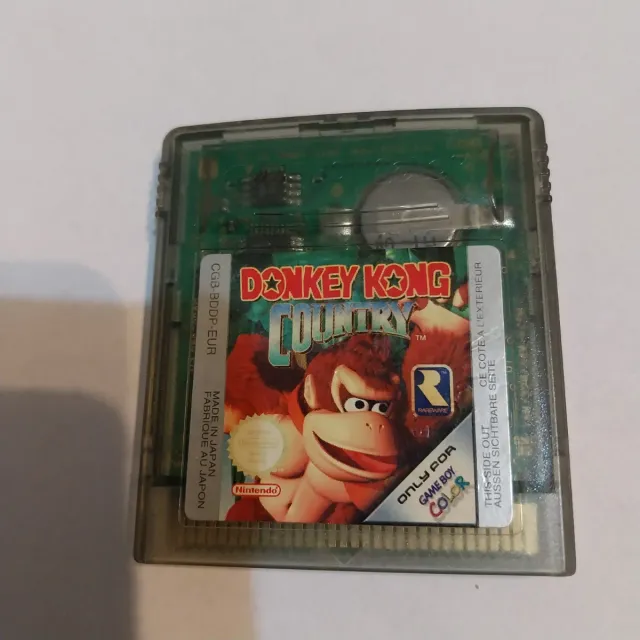 DONKEY KONG
COUNTRY™
CGB-BDDP-EUR
MADE IN JAPAN
FABRIQUE AU JAPON
RAREWARE
Nintendo
ONLY FOR
GAME BOY
COLOR
THIS SIDE OUT
CE COTE A L'EXTERIEUR
AUSSEN SICHTBARE SEITE